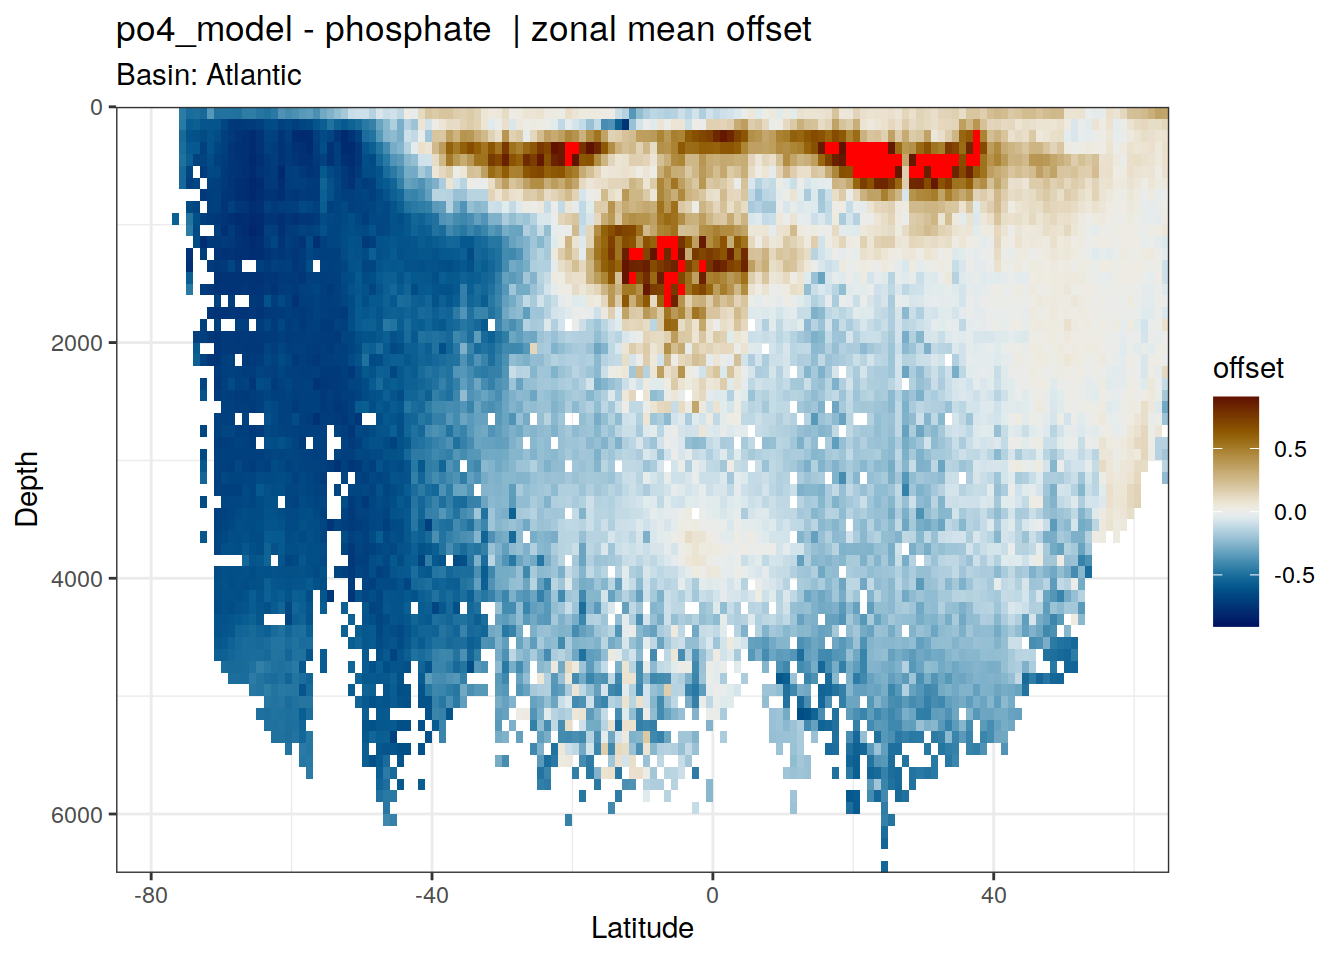 po4_model - phosphate  | zonal mean offset
Basin: Atlantic
0
2000
4000
6000
Depth
-80
-40
0
40
Latitude
offset
0.5
0.0
-0.5